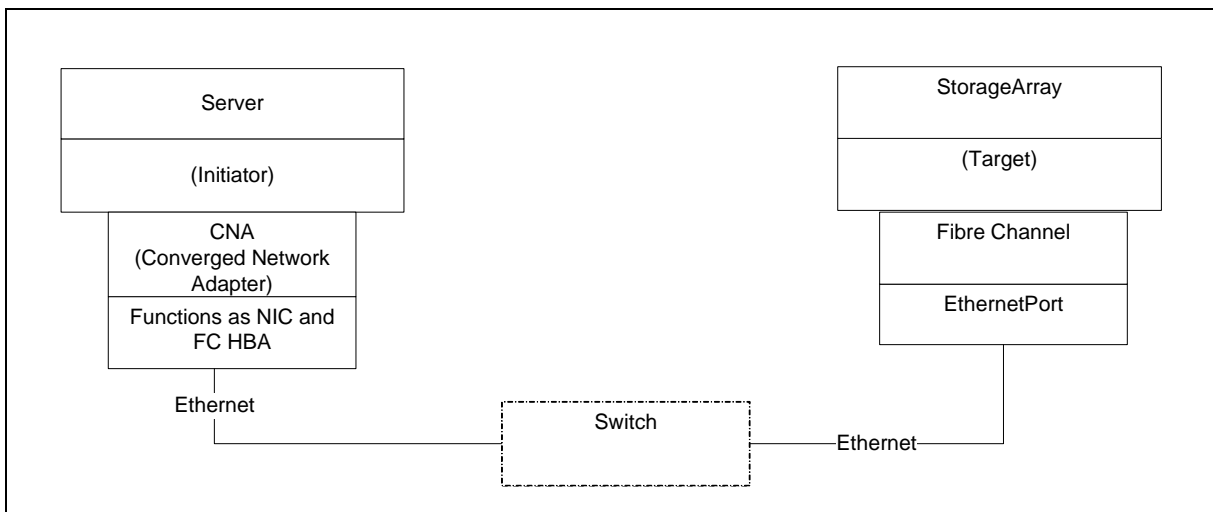 Server
(Initiator)
CNA
(Converged Network
Adapter)
Functions as NIC and
FC HBA
Ethernet
Switch
Ethernet
StorageArray
(Target)
Fibre Channel
EthernetPort